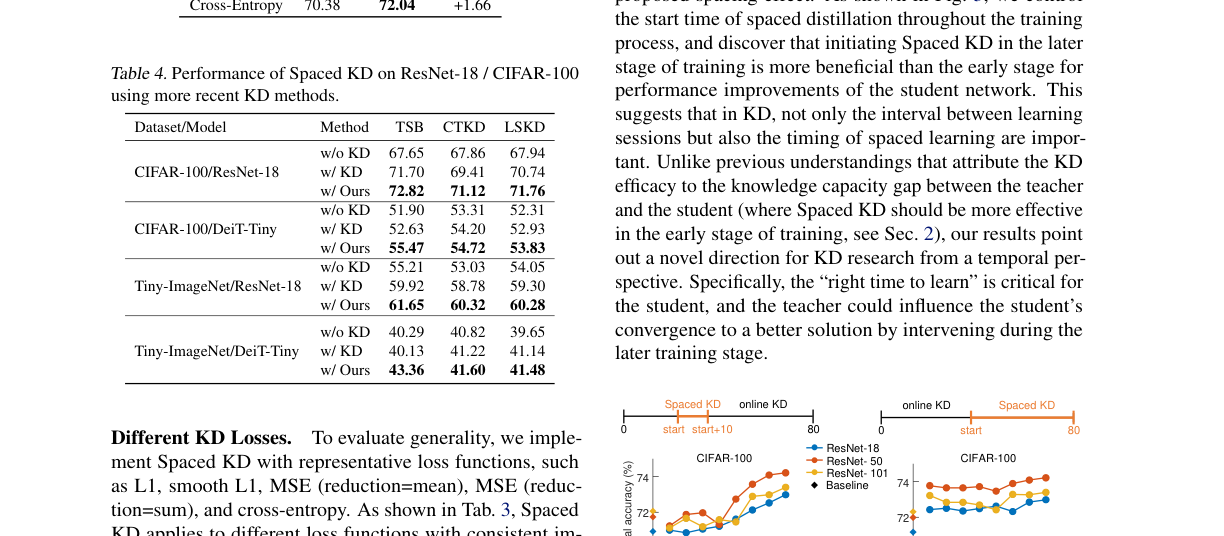 Cross-Entropy 70.38 72.04 +1.66
Table 4. Performance of Spaced KD on ResNet-18 / CIFAR-100
using more recent KD methods.
Dataset/Model Method TSB CTKD LSKD
w/o KD 67.65 67.86 67.94
CIFAR-100/ResNet-18 w/ KD 71.70 69.41 70.74
w/ Ours 72.82 71.12 71.76
w/o KD 51.90 53.31 52.31
CIFAR-100/DeiT-Tiny w/ KD 52.63 54.20 52.93
w/ Ours 55.47 54.72 53.83
w/o KD 55.21 53.03 54.05
Tiny-ImageNet/ResNet-18 w/ KD 59.92 58.78 59.30
w/ Ours 61.65 60.32 60.28
w/o KD 40.29 40.82 39.65
Tiny-ImageNet/DeiT-Tiny w/ KD 40.13 41.22 41.14
w/ Ours 43.36 41.60 41.48
Different KD Losses. To evaluate generality, we imple-
ment Spaced KD with representative loss functions, such
as L1, smooth L1, MSE (reduction=mean), MSE (reduc-
tion=sum), and cross-entropy. As shown in Tab. 3, Spaced
KD applies to different loss functions with consistent im-
the start time of spaced distillation throughout the training
process, and discover that initiating Spaced KD in the later
stage of training is more beneficial than the early stage for
performance improvements of the student network. This
suggests that in KD, not only the interval between learning
sessions but also the timing of spaced learning are impor-
tant. Unlike previous understandings that attribute the KD
efficacy to the knowledge capacity gap between the teacher
and the student (where Spaced KD should be more effective
in the early stage of training, see Sec. 2), our results point
out a novel direction for KD research from a temporal per-
spective. Specifically, the “right time to learn” is critical for
the student, and the teacher could influence the student’s
convergence to a better solution by intervening during the
later training stage.
Spaced KD online KD
0 start start+10 80
online KD Spaced KD
0 start 80
CIFAR-100
74
72
al accuracy (%)
ResNet-18
ResNet- 50
ResNet- 101
Baseline
CIFAR-100
74
72